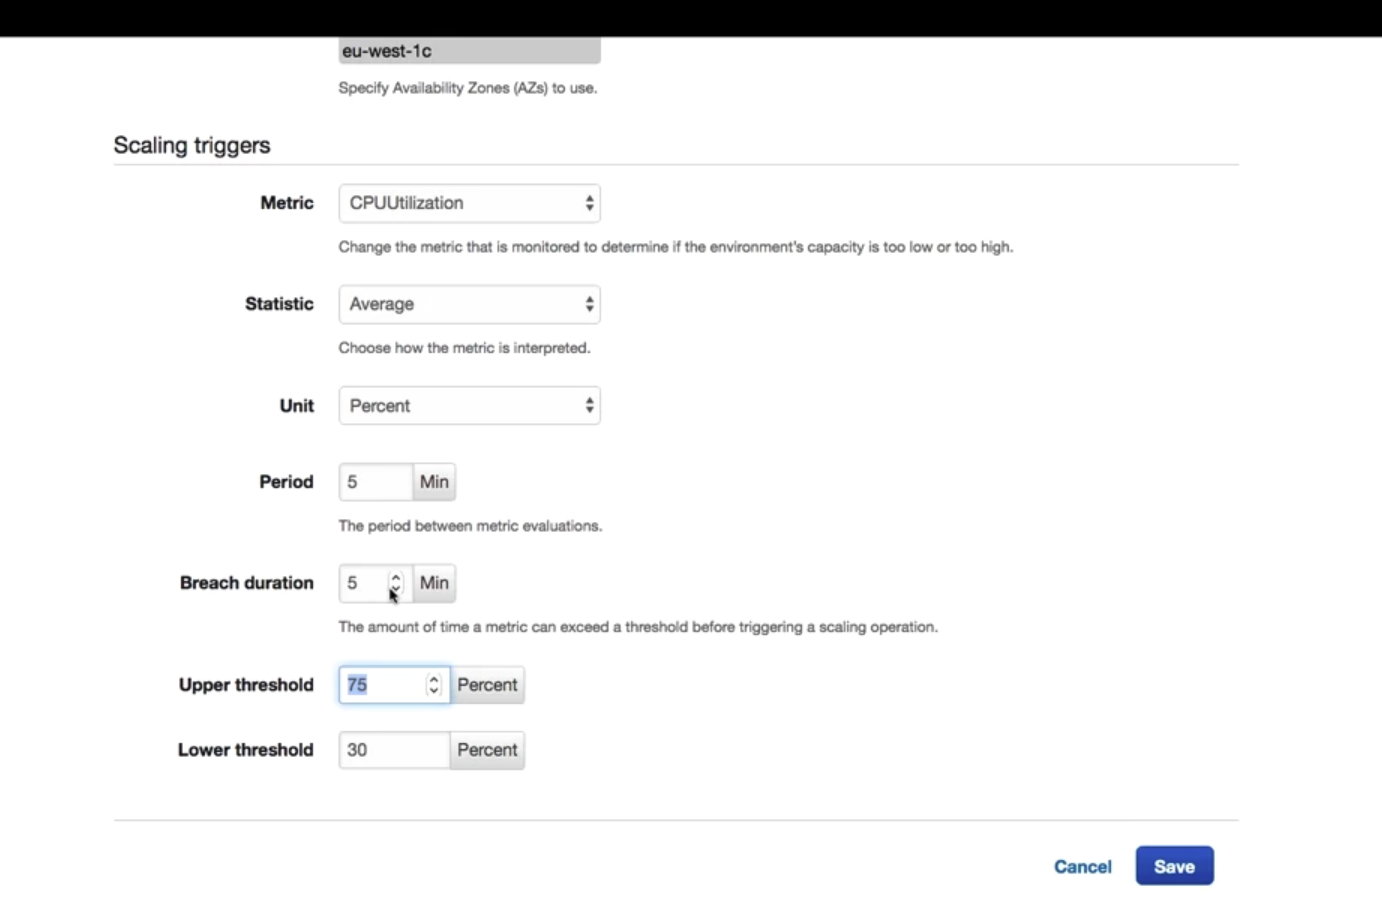 eu-west-1c
Specify Availability Zones (AZs) to use.
Scaling triggers
Metric CPUUtilization
Change the metric that is monitored to determine if the environment's capacity is too low or too high.
Statistic Average
Choose how the metric is interpreted.
Unit Percent
Period 5 Min
The period between metric evaluations.
Breach duration 5 Min
The amount of time a metric can exceed a threshold before triggering a scaling operation.
Upper threshold 75 Percent
Lower threshold 30 Percent
Cancel Save